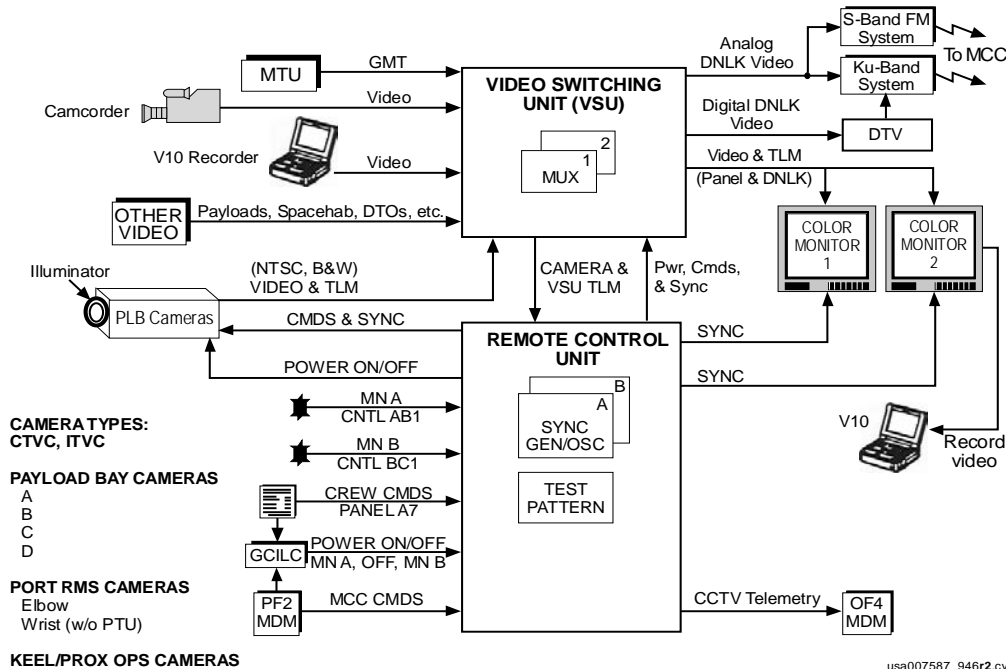 S-Band FM
System
Analog
DNLK Video
To MCC
Ku-Band
System
MTU
GMT
VIDEO SWITCHING
UNIT (VSU)
Camcorder
Video
Digital DNLK
Video
DTV
2
1
MUX
V10 Recorder
Video
Video & TLM
(Panel & DNLK)
OTHER
VIDEO
Payloads, Spacehab, DTOs, etc.
COLOR
MONITOR
1
COLOR
MONITOR
2
Illuminator
(NTSC, B&W)
VIDEO & TLM
CAMERA &
VSU TLM
Pwr, Cmds,
& Sync
PLB Cameras
CMDS & SYNC
REMOTE CONTROL
UNIT
SYNC
POWER ON/OFF
SYNC
B
A
SYNC
GEN/OSC
MN A
CNTL AB1
CAMERA TYPES:
CTVC, ITVC
MN B
CNTL BC1
V10
Record
video
PAYLOAD BAY CAMERAS
A
B
C
D
CREW CMDS
PANEL A7
TEST
PATTERN
GCILC
POWER ON/OFF
MN A, OFF, MN B
PORT RMS CAMERAS
Elbow
Wrist (w/o PTU)
PF2
MDM
MCC CMDS
CCTV Telemetry
OF4
MDM
KEEL/PROX OPS CAMERAS